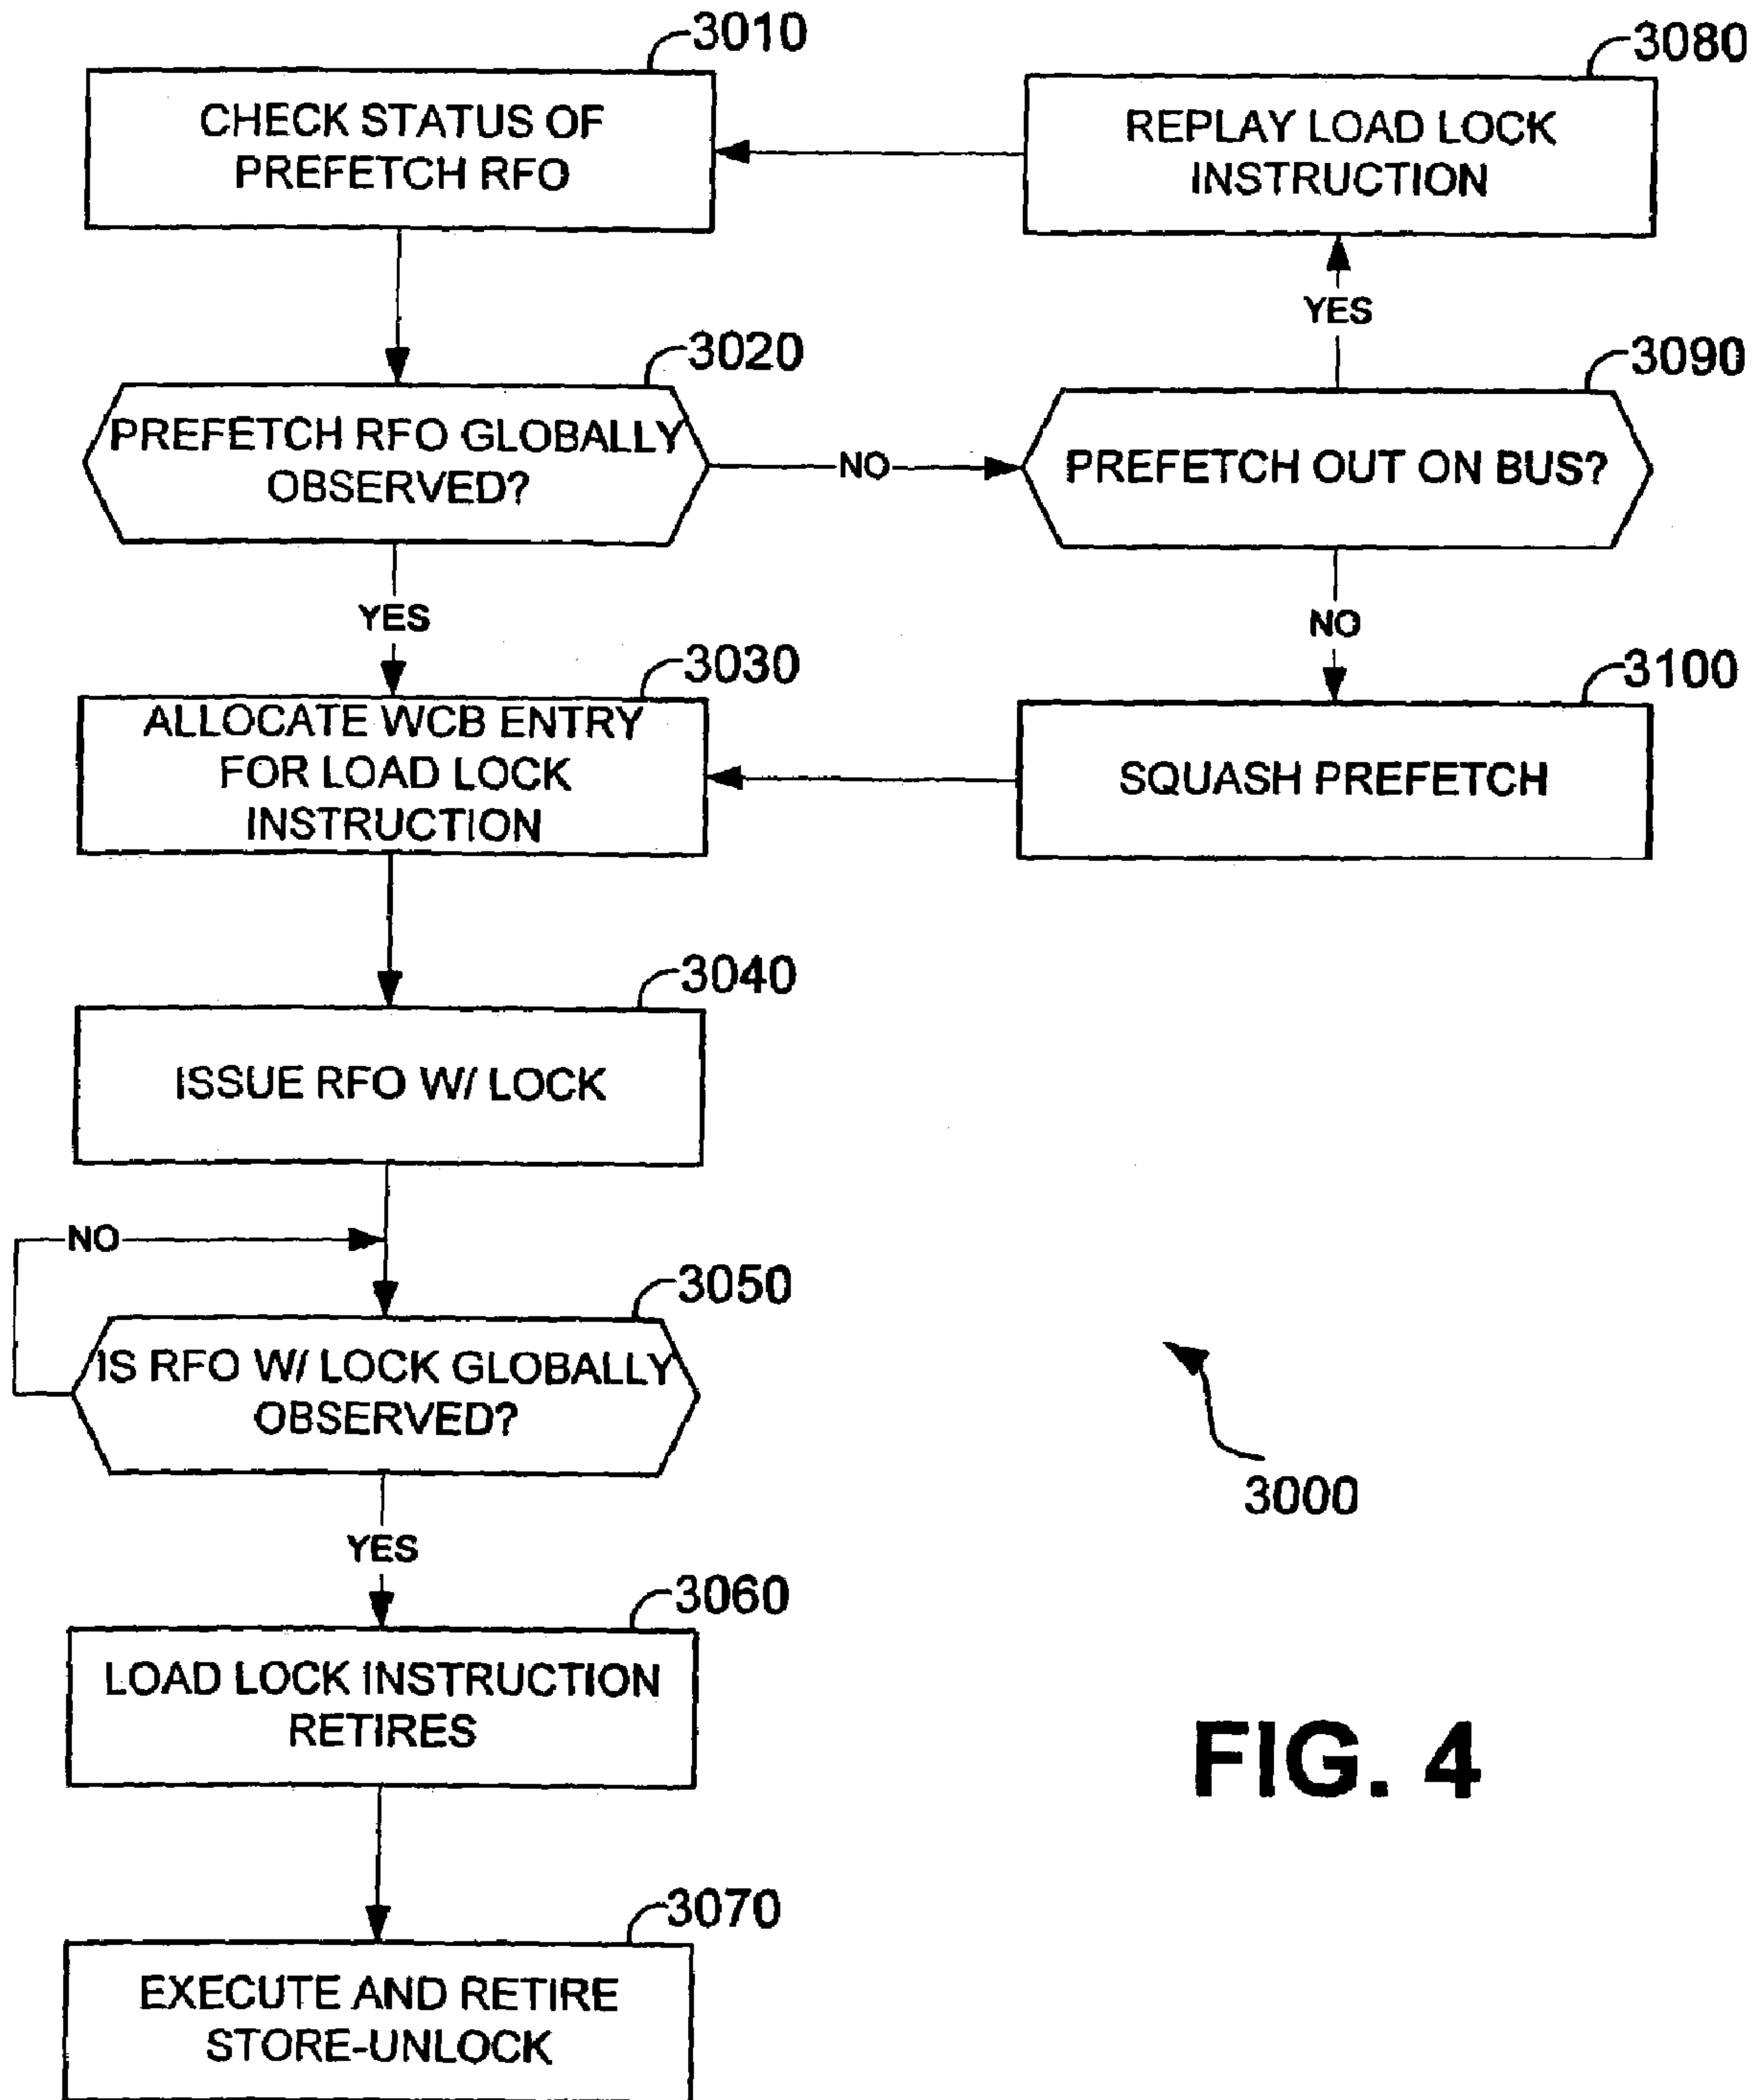 3010
CHECK STATUS OF
PREFETCH RFO
3080
REPLAY LOAD LOCK
INSTRUCTION
YES
3020
PREFETCH RFO GLOBALLY
OBSERVED?
NO
3090
PREFETCH OUT ON BUS?
YES
NO
3030
ALLOCATE WCB ENTRY
FOR LOAD LOCK
INSTRUCTION
3100
SQUASH PREFETCH
3040
ISSUE RFO W/ LOCK
NO
3050
IS RFO W/ LOCK GLOBALLY
OBSERVED?
3000
YES
3060
LOAD LOCK INSTRUCTION
RETIRES
FIG. 4
3070
EXECUTE AND RETIRE
STORE-UNLOCK